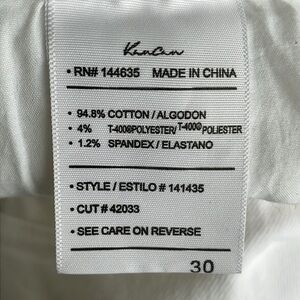 KanCan
• RN# 144635 MADE IN CHINA
• 94.8% COTTON / ALGODON
• 4% T-400®POLYESTER/ T-400® POLIESTER
• 1.2% SPANDEX / ELASTANO
• STYLE / ESTILO # 141435
• CUT # 42033
• SEE CARE ON REVERSE
30